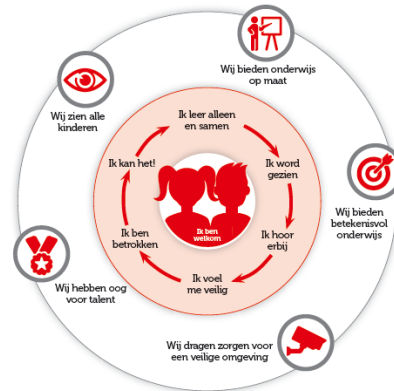 Wij bieden onderwijs
op maat
Wij zien alle
kinderen
Ik leer alleen
en samen
Ik kan het!
Ik word
gezien
Ik ben
welkom
Wij bieden
betekenisvol
onderwijs
Ik ben
betrokken
Ik hoor
erbij
Ik voel
me veilig
Wij hebben oog
voor talent
Wij dragen zorgen voor
een veilige omgeving